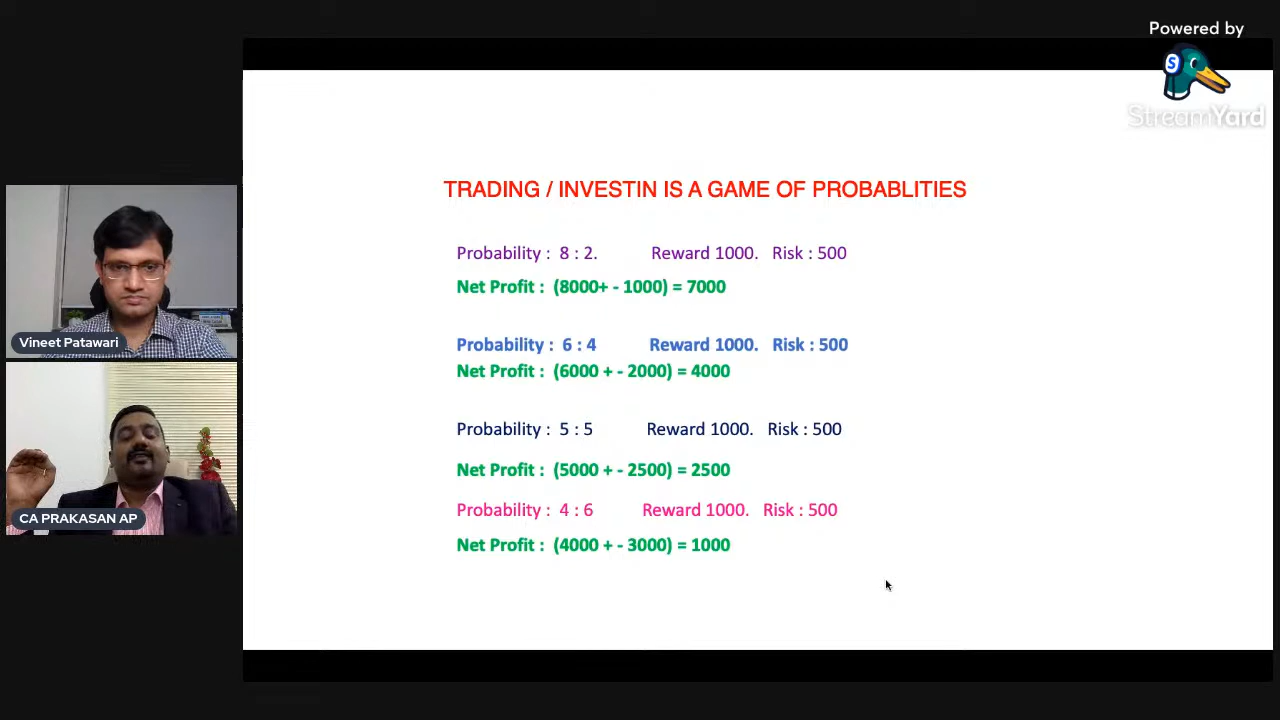 Powered by
StreamYard
TRADING / INVESTIN IS A GAME OF PROBABLITIES
Probability : 8 : 2. Reward 1000. Risk : 500
Net Profit : (8000+ - 1000) = 7000
Probability : 6 : 4 Reward 1000. Risk : 500
Net Profit : (6000 + - 2000) = 4000
Probability : 5 : 5 Reward 1000. Risk : 500
Net Profit : (5000 + - 2500) = 2500
Probability : 4 : 6 Reward 1000. Risk : 500
Net Profit : (4000 + - 3000) = 1000
Vineet Patawari
CA PRAKASAN AP